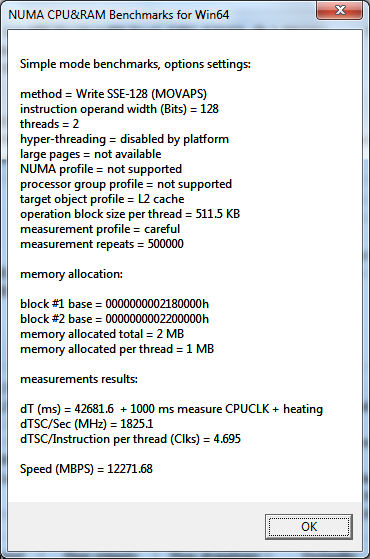 NUMA CPU&RAM Benchmarks for Win64
Simple mode benchmarks, options settings:
method = Write SSE-128 (MOVAPS)
instruction operand width (Bits) = 128
threads = 2
hyper-threading = disabled by platform
large pages = not available
NUMA profile = not supported
processor group profile = not supported
target object profile = L2 cache
operation block size per thread = 511.5 KB
measurement profile = careful
measurement repeats = 500000
memory allocation:
block #1 base = 0000000002180000h
block #2 base = 0000000002200000h
memory allocated total = 2 MB
memory allocated per thread = 1 MB
measurements results:
dT (ms) = 42681.6  + 1000 ms measure CPUCLK + heating
dTSC/Sec (MHz) = 1825.1
dTSC/Instruction per thread (Clks) = 4.695
Speed (MBPS) = 12271.68
OK